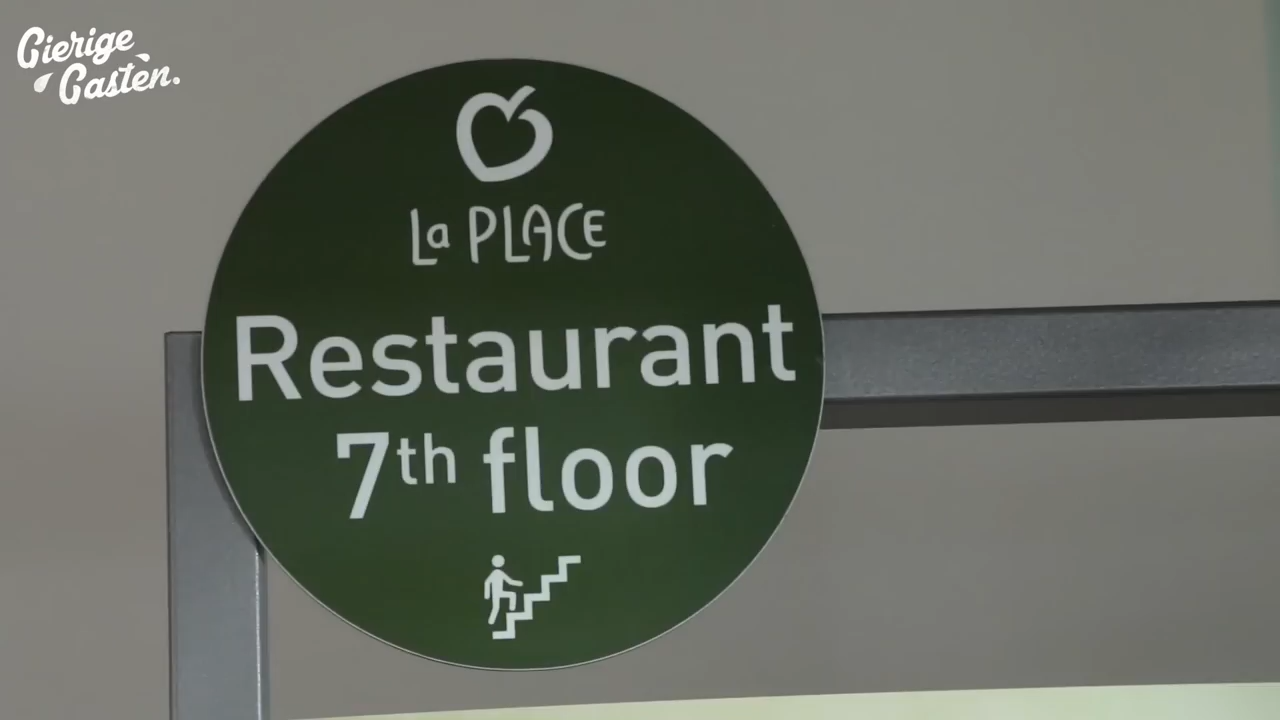 Gierige
Gasten.
La PLACE
Restaurant
7th floor